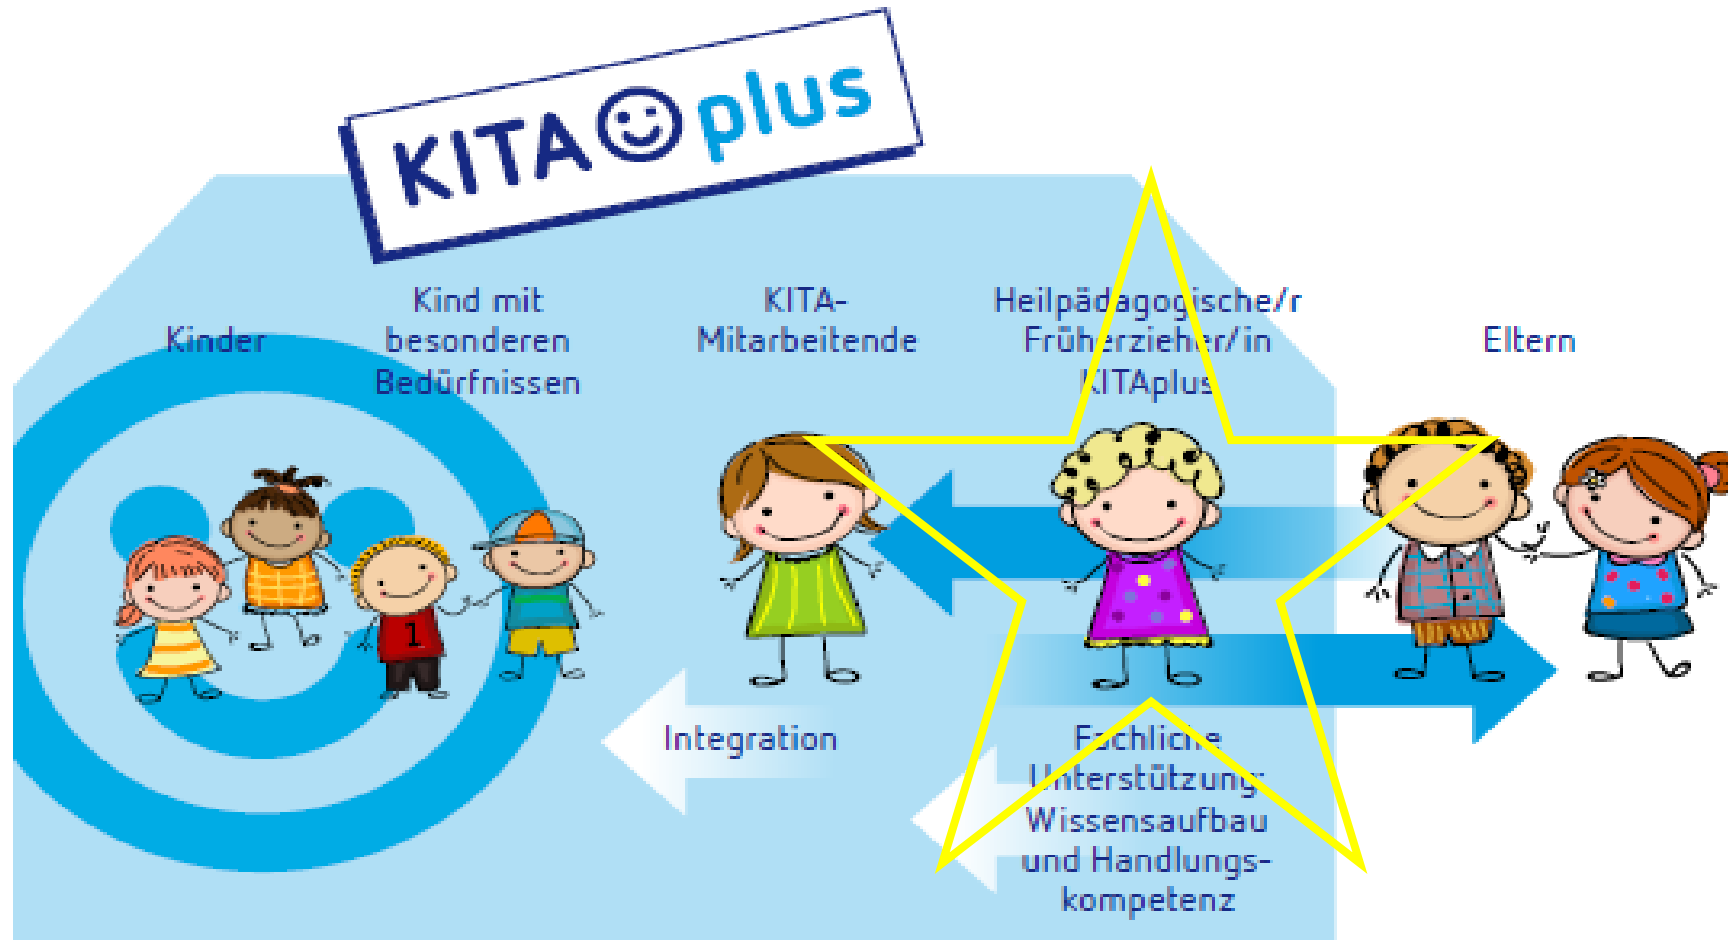 KITA plus
Kinder
Kind mit
besonderen
Bedürfnissen
KITA-
Mitarbeitende
Heilpädagogische/r
Früherzieher/in
KITAplus
Eltern
1
Integration
Fachliche
Unterstützung:
Wissensaufbau
und Handlungs-
kompetenz